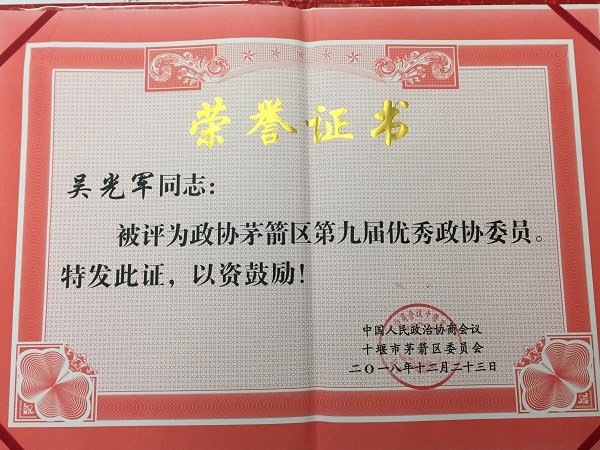 荣誉证书
吴光军同志：
被评为政协茅箭区第九届优秀政协委员。
特发此证，以资鼓励！
中国人民政治协商会议
十堰市茅箭区委员会
二〇一八年十二月二十三日